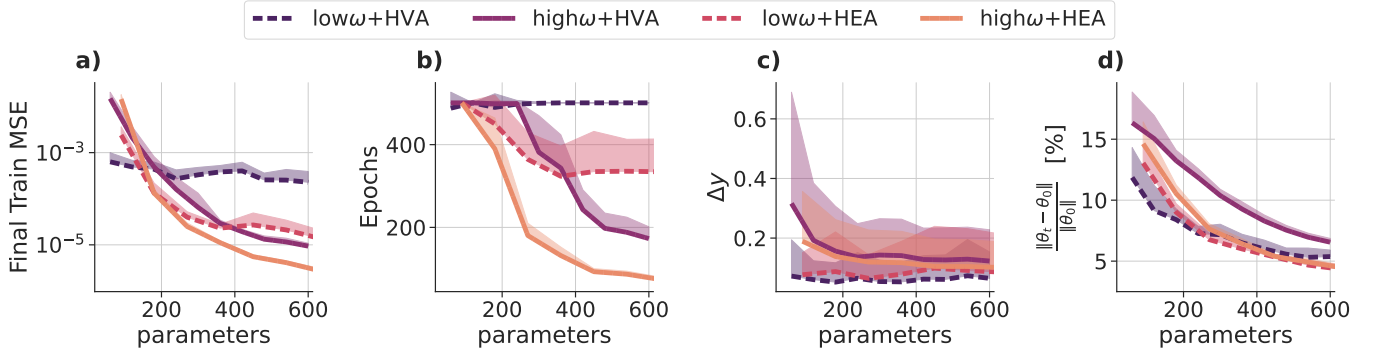 lowω+HVA highω+HVA lowω+HEA highω+HEA
a)
Final Train MSE
10⁻³
10⁻⁵
200 400 600
parameters
b)
Epochs
400
200
200 400 600
parameters
c)
Δy
0.6
0.4
0.2
200 400 600
parameters
d)
‖θₜ − θ₀‖ / ‖θ₀‖ [%]
15
10
5
200 400 600
parameters